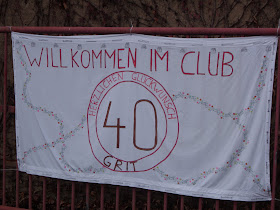 WILLKOMMEN IM CLUB
HERZLICHEN GLÜCKWUNSCH
40
GRIT